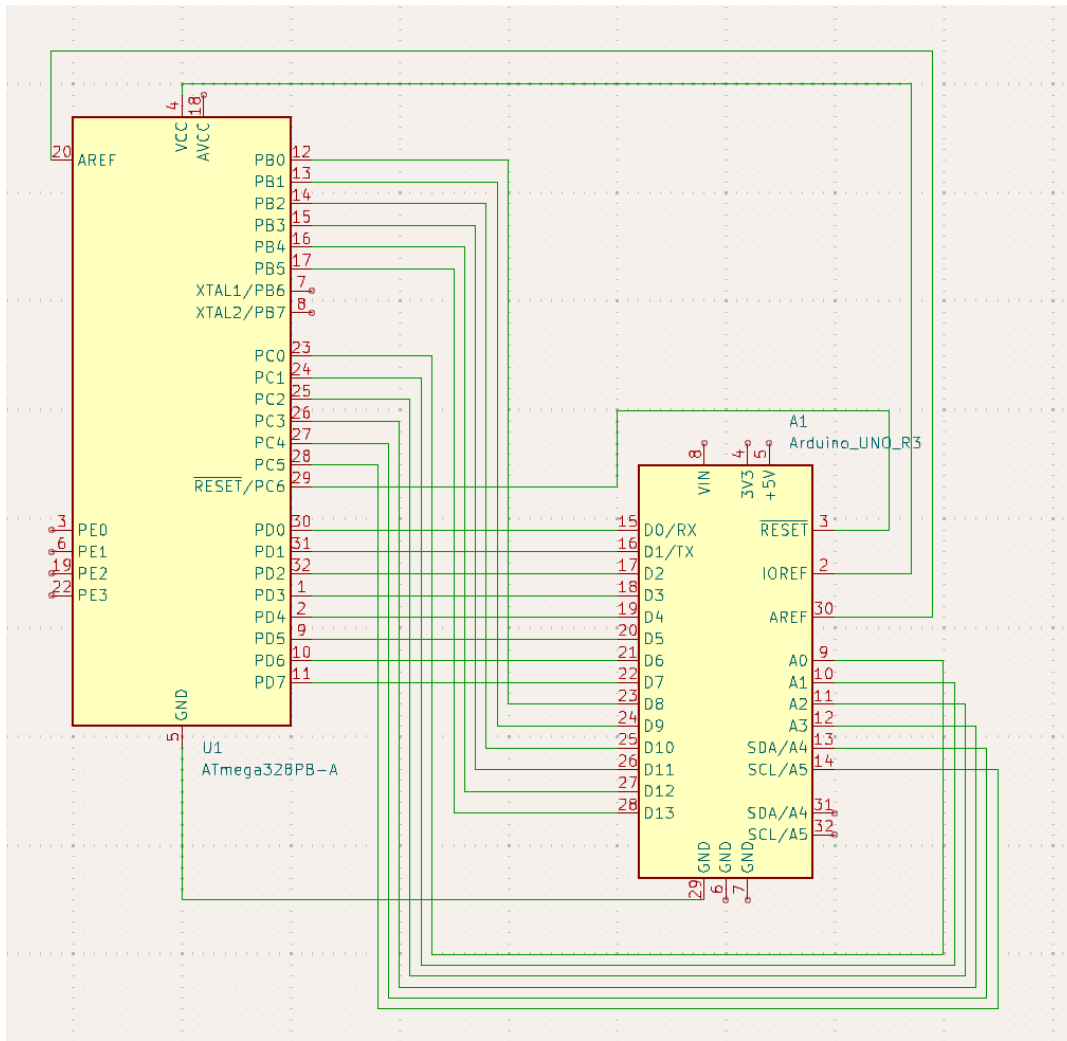 4
VCC
18
AVCC
20
AREF
PB0
12
PB1
13
PB2
14
PB3
15
PB4
16
PB5
17
XTAL1/PB6
7
XTAL2/PB7
8
PC0
23
PC1
24
PC2
25
PC3
26
PC4
27
PC5
28
RESET/PC6
29
3
PE0
6
PE1
19
PE2
22
PE3
PD0
30
PD1
31
PD2
32
PD3
1
PD4
2
PD5
9
PD6
10
PD7
11
GND
5
U1
ATmega328PB-A
A1
Arduino_UNO_R3
8
VIN
4
3V3
5
+5V
15
D0/RX
16
D1/TX
17
D2
18
D3
19
D4
20
D5
21
D6
22
D7
23
D8
24
D9
25
D10
26
D11
27
D12
28
D13
RESET
3
IOREF
2
AREF
30
A0
9
A1
10
A2
11
A3
12
SDA/A4
13
SCL/A5
14
SDA/A4
31
SCL/A5
32
GND
29
GND
6
GND
7